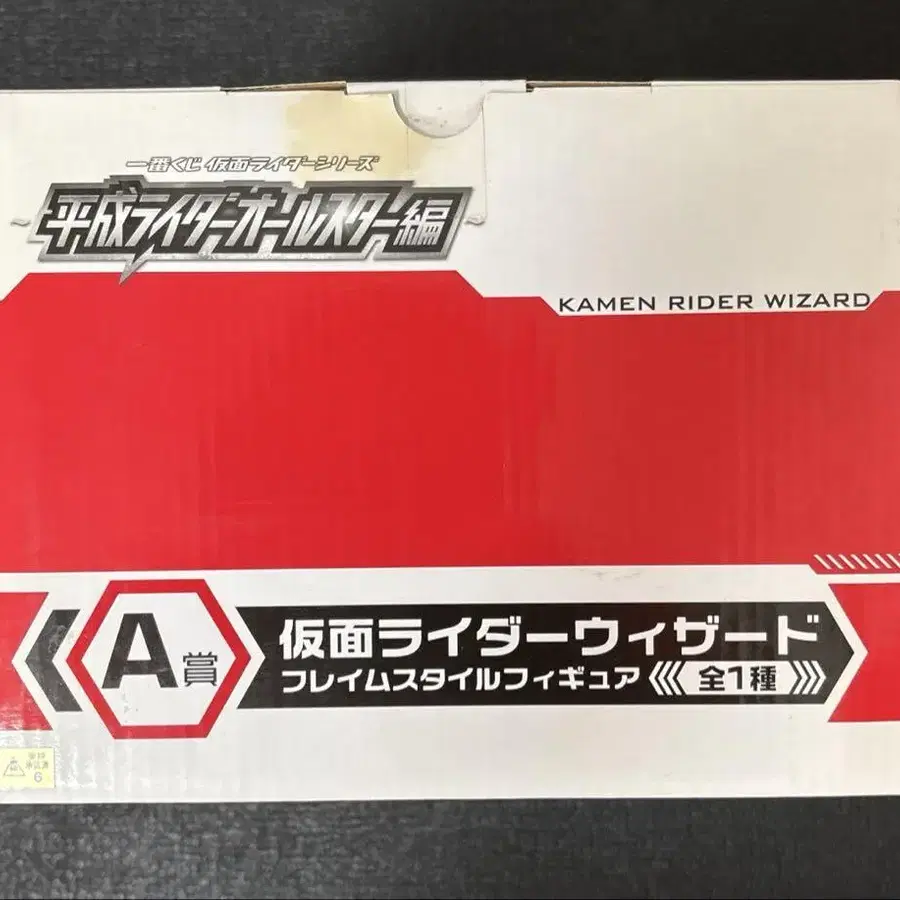 一番くじ 仮面ライダーシリーズ
平成ライダーオールスター編
KAMEN RIDER WIZARD
A賞
仮面ライダーウィザード
フレイムスタイルフィギュア 全1種